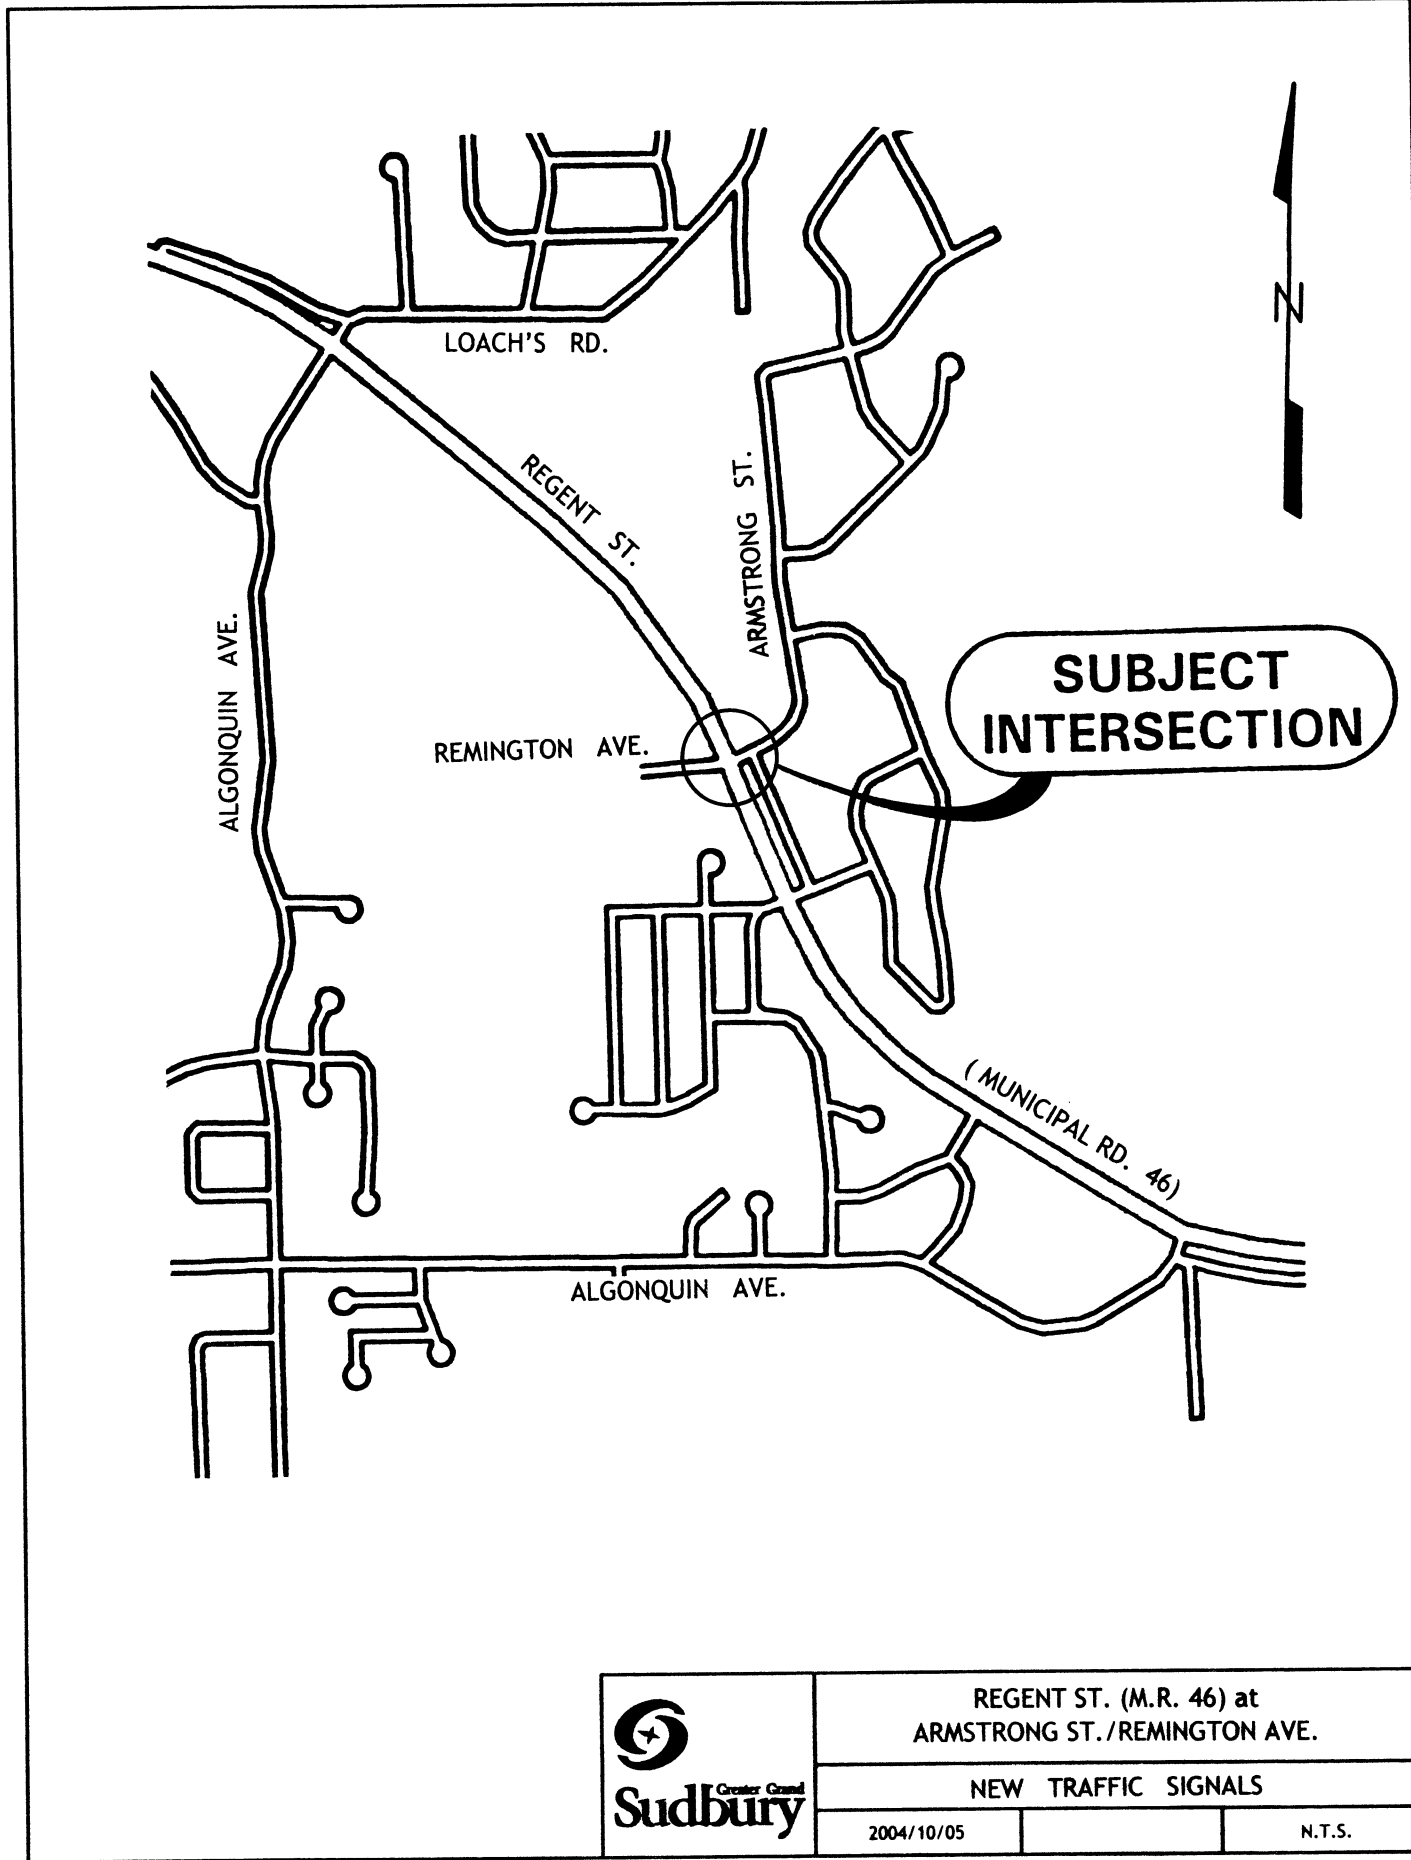 N
LOACH'S RD.
REGENT ST.
ARMSTRONG ST.
ALGONQUIN AVE.
SUBJECT
INTERSECTION
REMINGTON AVE.
( MUNICIPAL RD. 46)
ALGONQUIN AVE.
REGENT ST. (M.R. 46) at
ARMSTRONG ST./REMINGTON AVE.
NEW TRAFFIC SIGNALS
Greater Grand
Sudbury
2004/10/05
N.T.S.